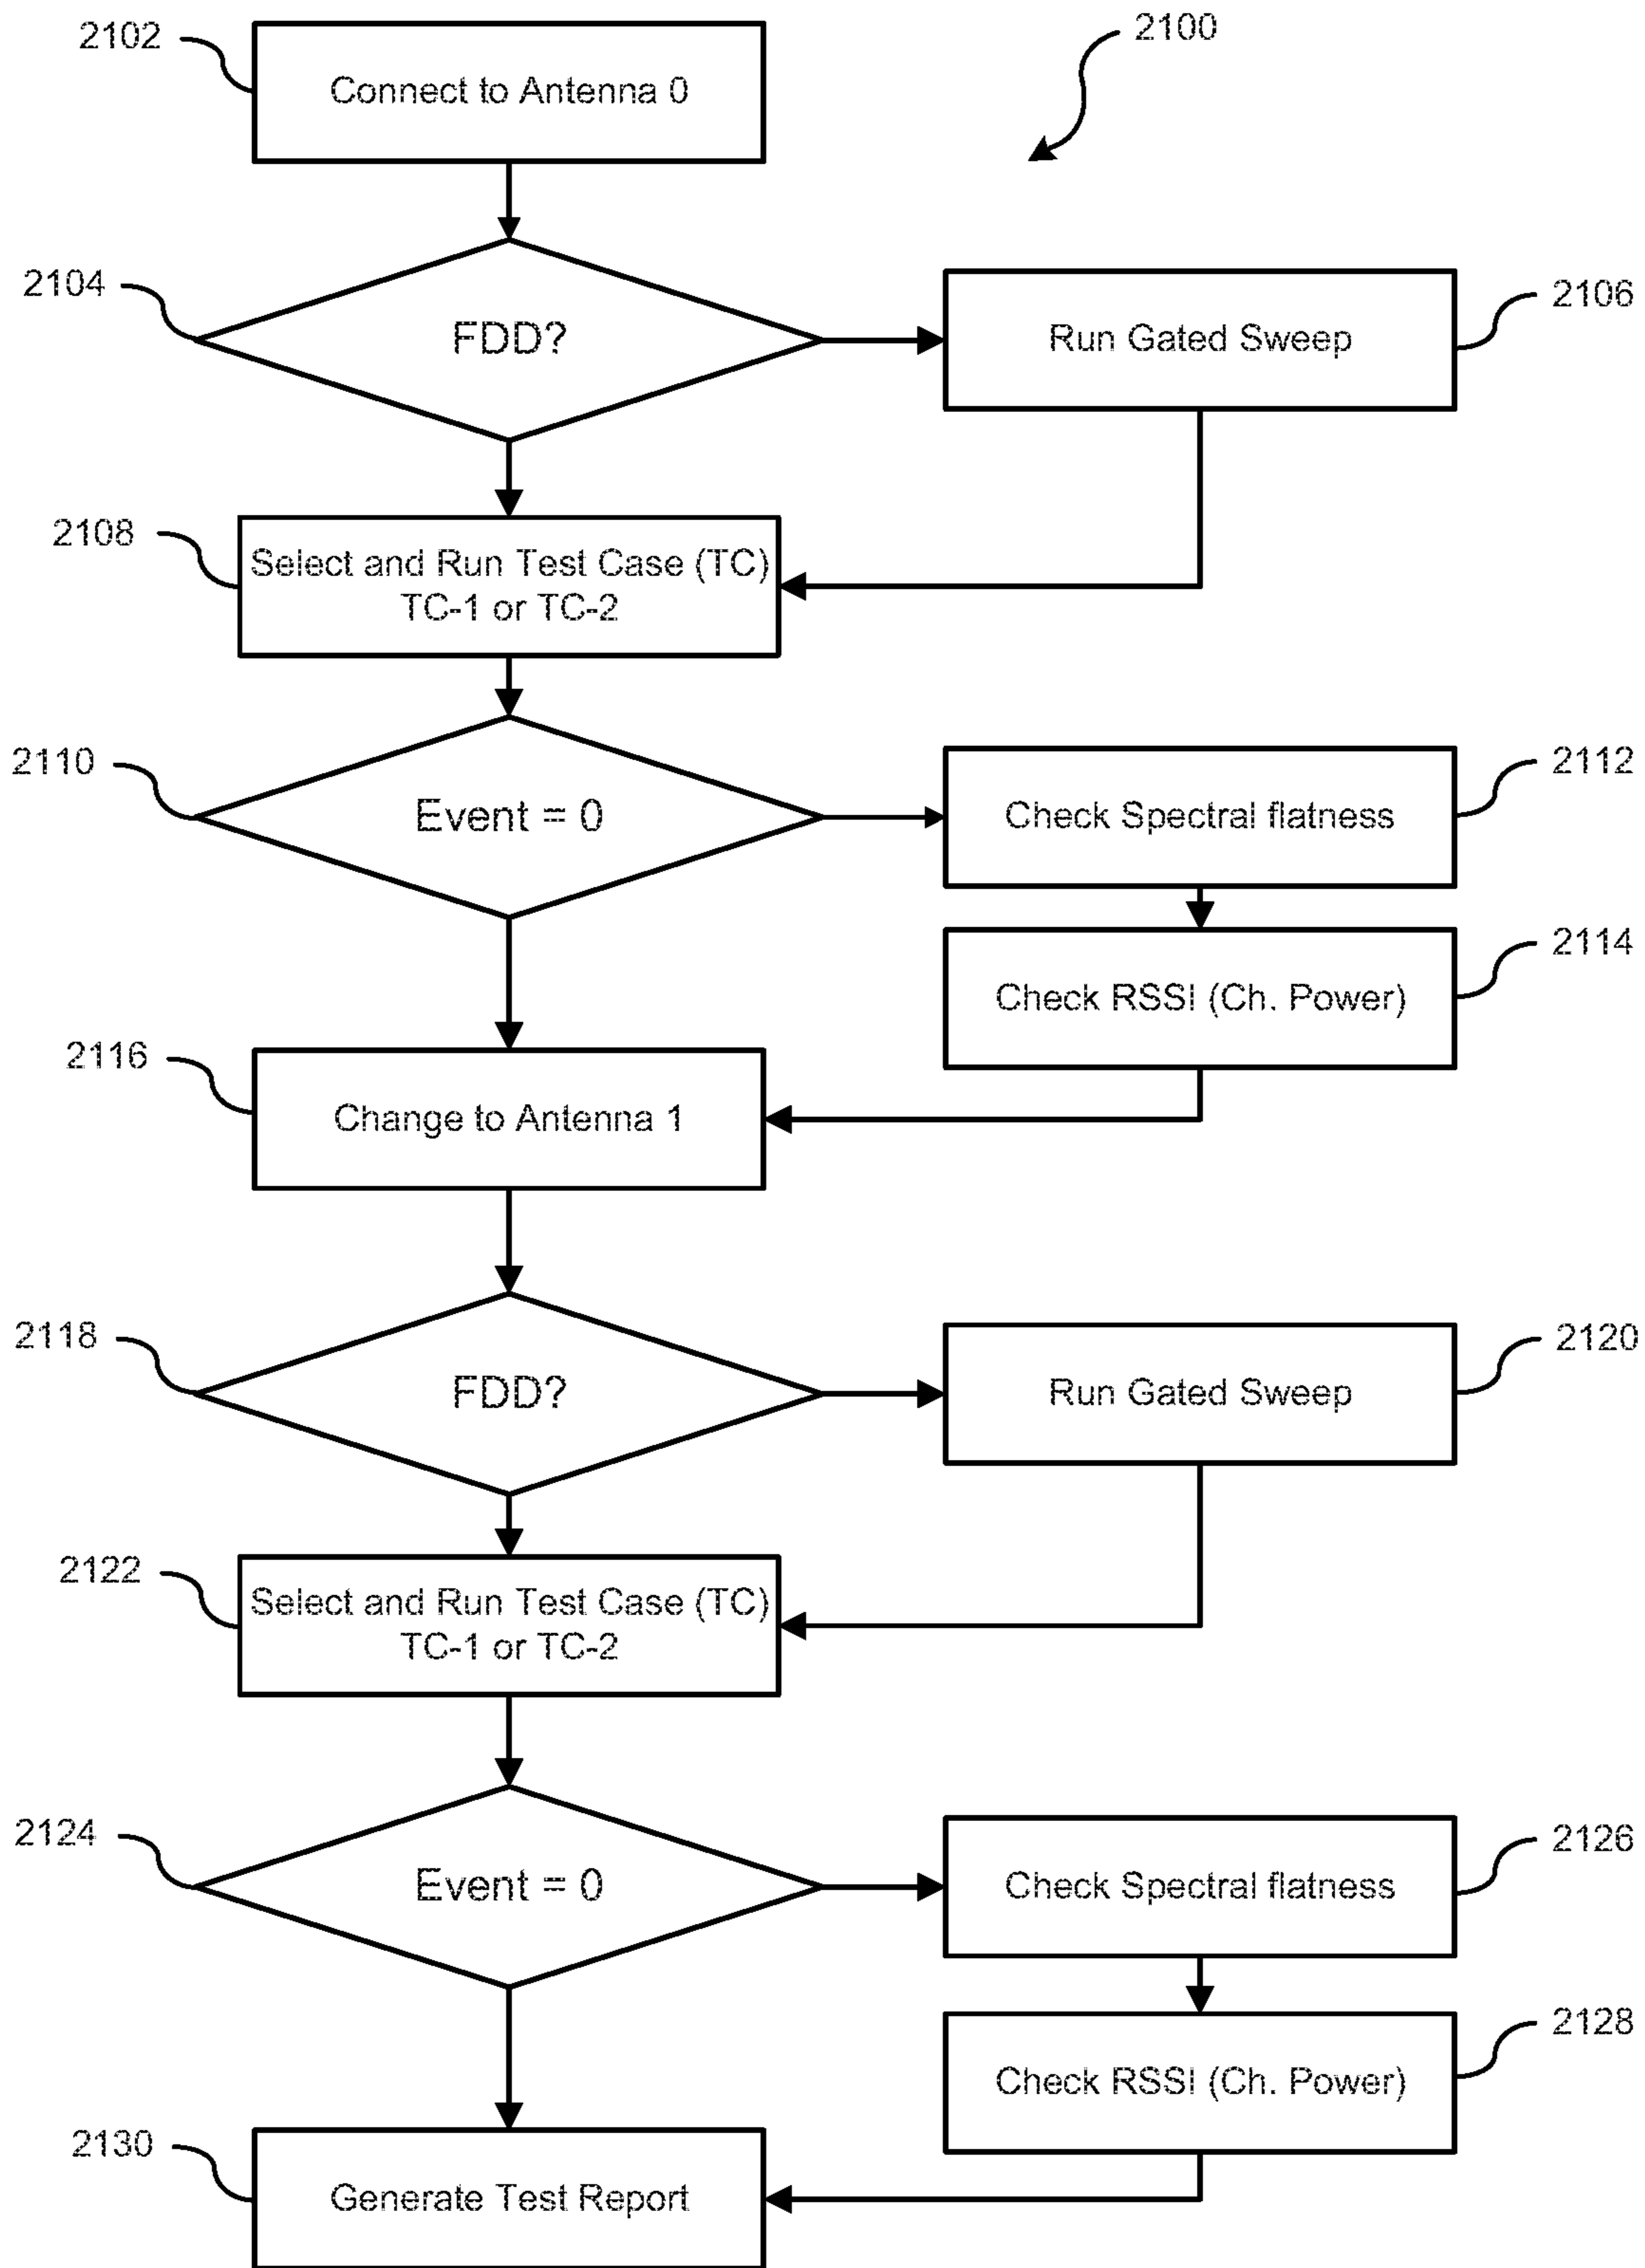 2102
Connect to Antenna 0
2100
2104
FDD?
2106
Run Gated Sweep
2108
Select and Run Test Case (TC)
TC-1 or TC-2
2110
Event = 0
2112
Check Spectral flatness
2114
Check RSSI (Ch. Power)
2116
Change to Antenna 1
2118
FDD?
2120
Run Gated Sweep
2122
Select and Run Test Case (TC)
TC-1 or TC-2
2124
Event = 0
2126
Check Spectral flatness
2128
Check RSSI (Ch. Power)
2130
Generate Test Report